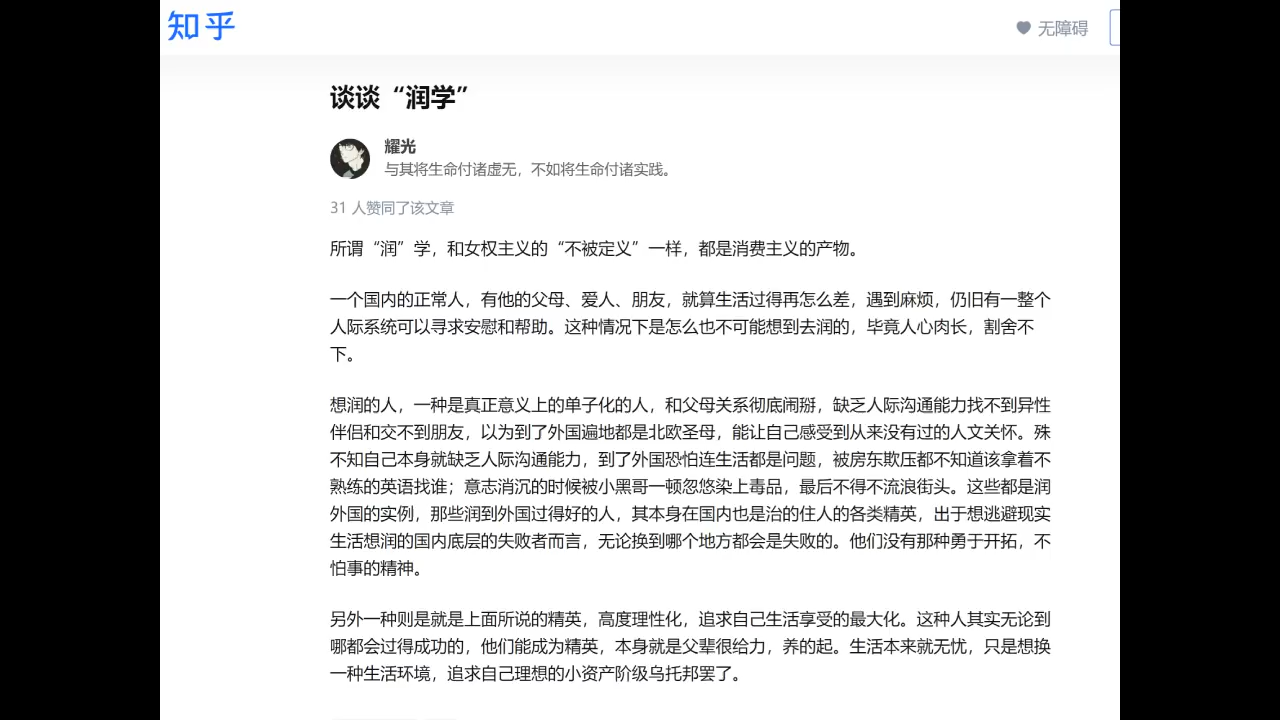 知乎
无障碍
谈谈“润学”
耀光
与其将生命付诸虚无，不如将生命付诸实践。
31 人赞同了该文章
所谓“润”学，和女权主义的“不被定义”一样，都是消费主义的产物。
一个国内的正常人，有他的父母、爱人、朋友，就算生活过得再怎么差，遇到麻烦，仍旧有一整个
人际系统可以寻求安慰和帮助。这种情况下是怎么也不可能想到去润的，毕竟人心肉长，割舍不
下。
想润的人，一种是真正意义上的单子化的人，和父母关系彻底闹掰，缺乏人际沟通能力找不到异性
伴侣和交不到朋友，以为到了外国遍地都是北欧圣母，能让自己感受到从来没有过的人文关怀。殊
不知自己本身就缺乏人际沟通能力，到了外国恐怕连生活都是问题，被房东欺压都不知道该拿着不
熟练的英语找谁；意志消沉的时候被小黑哥一顿忽悠染上毒品，最后不得不流浪街头。这些都是润
外国的实例，那些润到外国过得好的人，其本身在国内也是治的住人的各类精英，出于想逃避现实
生活想润的国内底层的失败者而言，无论换到哪个地方都会是失败的。他们没有那种勇于开拓，不
怕事的精神。
另外一种则是就是上面所说的精英，高度理性化，追求自己生活享受的最大化。这种人其实无论到
哪都会过得成功的，他们能成为精英，本身就是父辈很给力，养的起。生活本来就无忧，只是想换
一种生活环境，追求自己理想的小资产阶级乌托邦罢了。